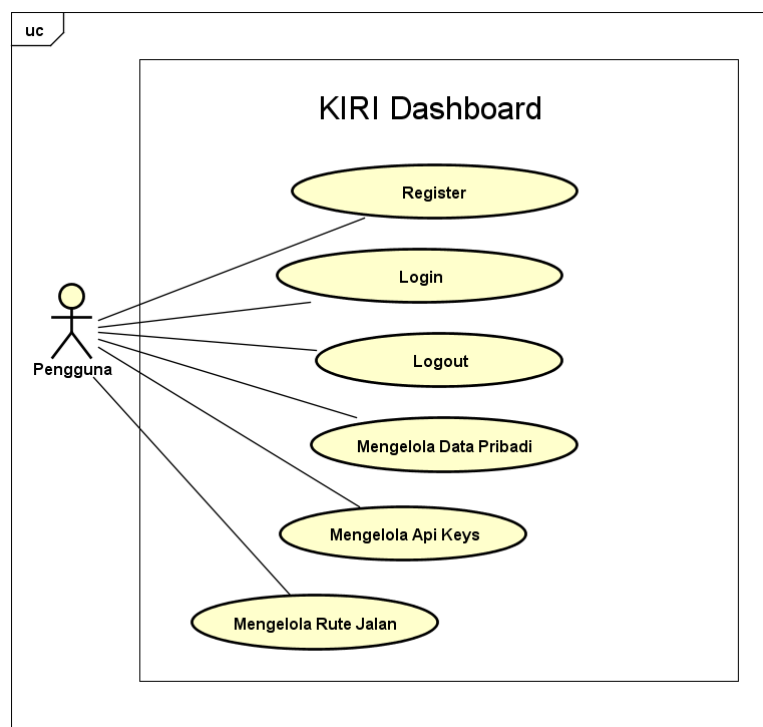 uc
KIRI Dashboard
Register
Login
Logout
Pengguna
Mengelola Data Pribadi
Mengelola Api Keys
Mengelola Rute Jalan